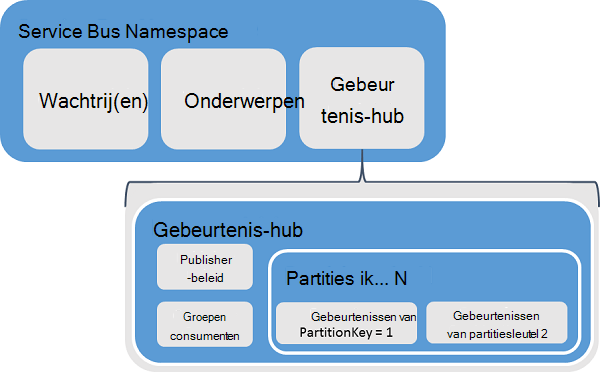 Service Bus Namespace
Wachtrij(en)
Onderwerpen
Gebeur
tenis-hub
Gebeurtenis-hub
Publisher
-beleid
Groepen
consumenten
Partities ik... N
Gebeurtenissen van
PartitionKey = 1
Gebeurtenissen
van partitiesleutel 2